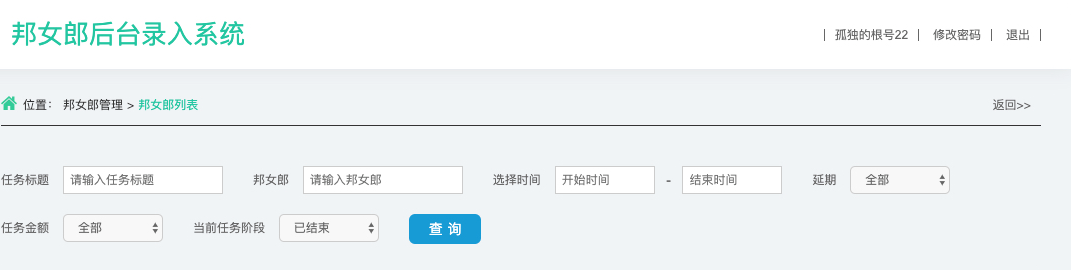 邦女郎后台录入系统
| 孤独的根号22 | 修改密码 | 退出 |
位置： 邦女郎管理 > 邦女郎列表 返回>>
任务标题 请输入任务标题 邦女郎 请输入邦女郎 选择时间 开始时间 - 结束时间 延期 全部
任务金额 全部 当前任务阶段 已结束 查 询